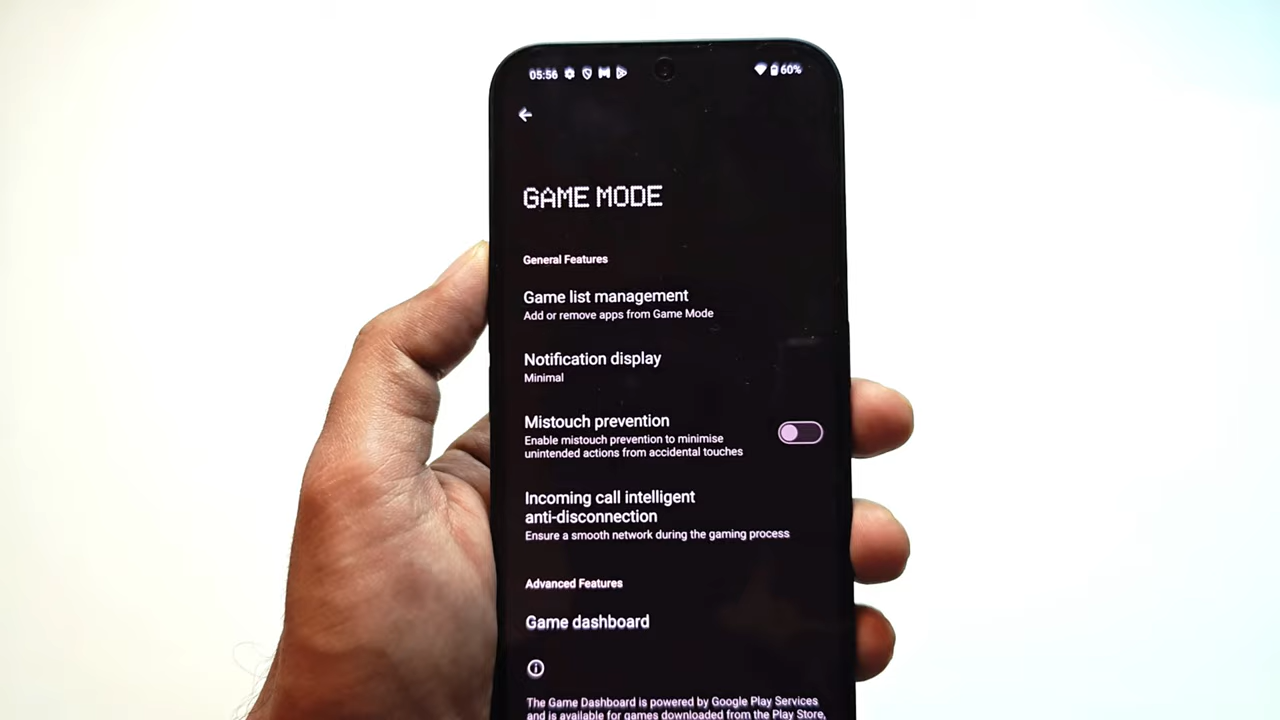 05:56 60%
GAME MODE
General Features
Game list management
Add or remove apps from Game Mode
Notification display
Minimal
Mistouch prevention
Enable mistouch prevention to minimise
unintended actions from accidental touches
Incoming call intelligent
anti-disconnection
Ensure a smooth network during the gaming process
Advanced Features
Game dashboard
The Game Dashboard is powered by Google Play Services
and is available for games downloaded from the Play Store,